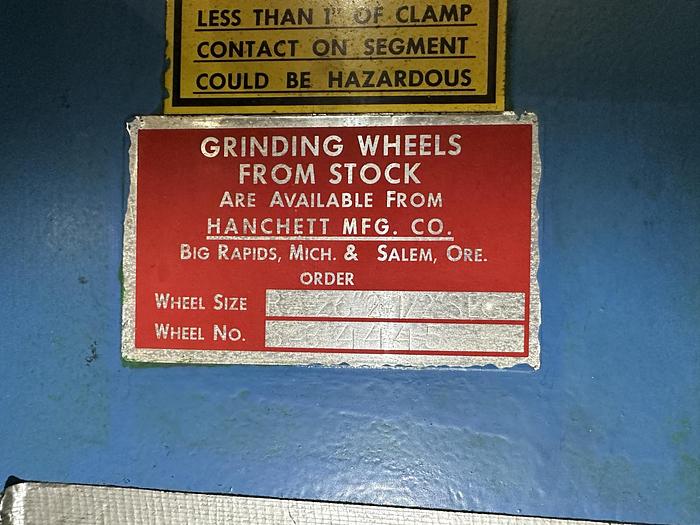 LESS THAN 1" OF CLAMP
CONTACT ON SEGMENT
COULD BE HAZARDOUS
GRINDING WHEELS
FROM STOCK
ARE AVAILABLE FROM
HANCHETT MFG. CO.
BIG RAPIDS, MICH. & SALEM, ORE.
ORDER
WHEEL SIZE
WHEEL NO.